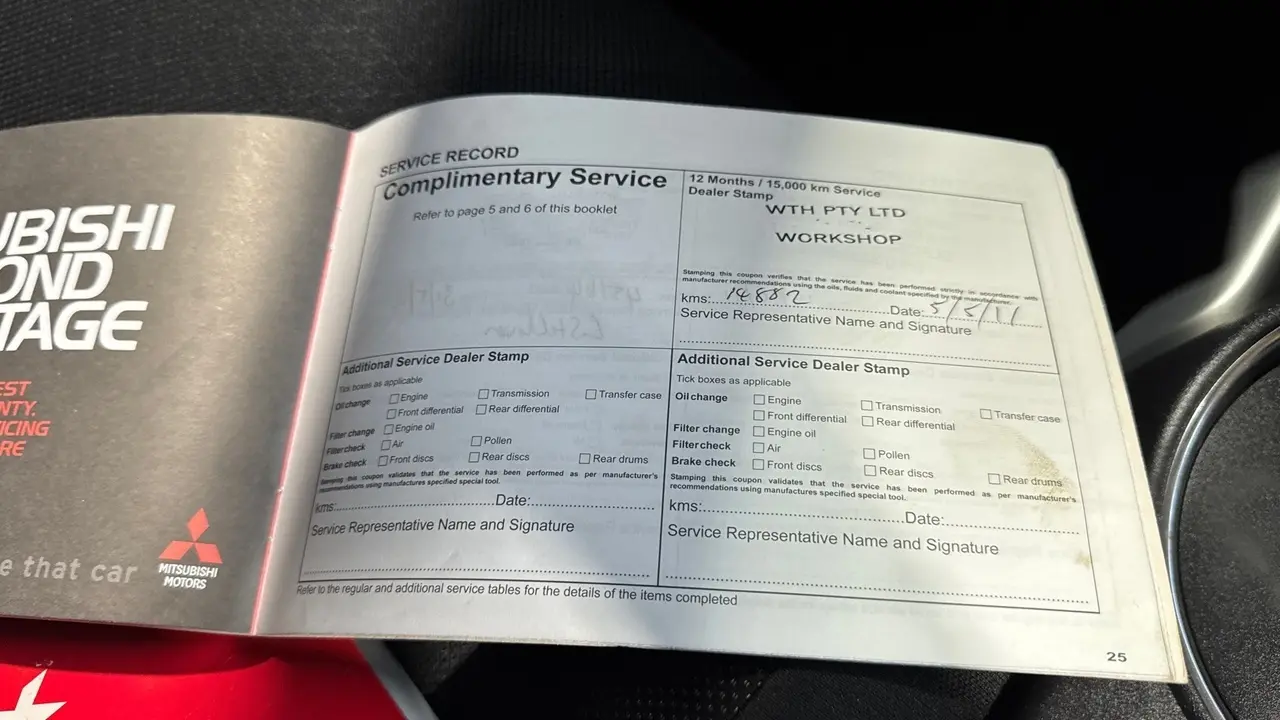 UBISHI
OND
TAGE
EST
NTY.
ICING
RE
e that car
MITSUBISHI
MOTORS
SERVICE RECORD
Complimentary Service
Refer to page 5 and 6 of this booklet
12 Months / 15,000 km Service
Dealer Stamp
WTH PTY LTD
WORKSHOP
Stamping this coupon verifies that the service has been performed strictly in accordance with
manufacturer recommendations using the oils, fluids and coolant specified by the manufacturer.
kms: 14882 Date: 5/5/11
Service Representative Name and Signature
Additional Service Dealer Stamp
Tick boxes as applicable
Oil change Engine Transmission Transfer case
Front differential Rear differential
Filter change Engine oil
Filter check Air Pollen
Brake check Front discs Rear discs Rear drums
Stamping this coupon validates that the service has been performed as per manufacturer's
recommendations using manufactures specified special tool.
kms: Date:
Service Representative Name and Signature
Additional Service Dealer Stamp
Tick boxes as applicable
Oil change Engine Transmission Transfer case
Front differential Rear differential
Filter change Engine oil
Filter check Air Pollen
Brake check Front discs Rear discs Rear drums
Stamping this coupon validates that the service has been performed as per manufacturer's
recommendations using manufactures specified special tool.
kms: Date:
Service Representative Name and Signature
Refer to the regular and additional service tables for the details of the items completed
25